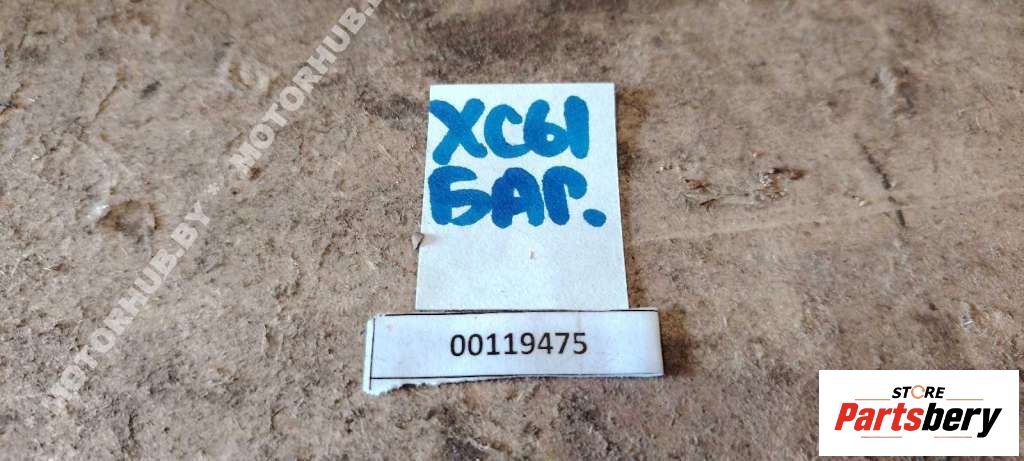 MOTORHUB.BY
MOTORHUB.BY
ХСЫ
БАГ.
00119475
STORE
Partsbery